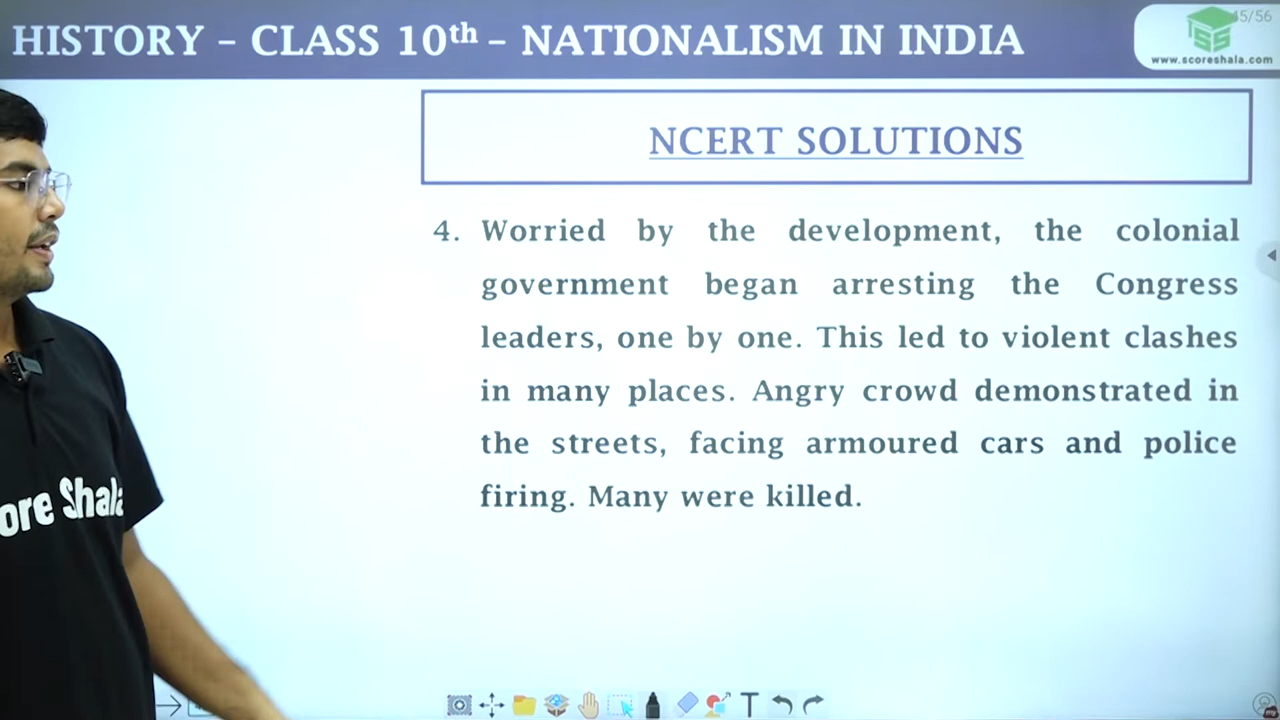 HISTORY – CLASS 10th – NATIONALISM IN INDIA
45/56
www.scoreshala.com
NCERT SOLUTIONS
4. Worried by the development, the colonial
government began arresting the Congress
leaders, one by one. This led to violent clashes
in many places. Angry crowd demonstrated in
the streets, facing armoured cars and police
firing. Many were killed.
ore Shala
T